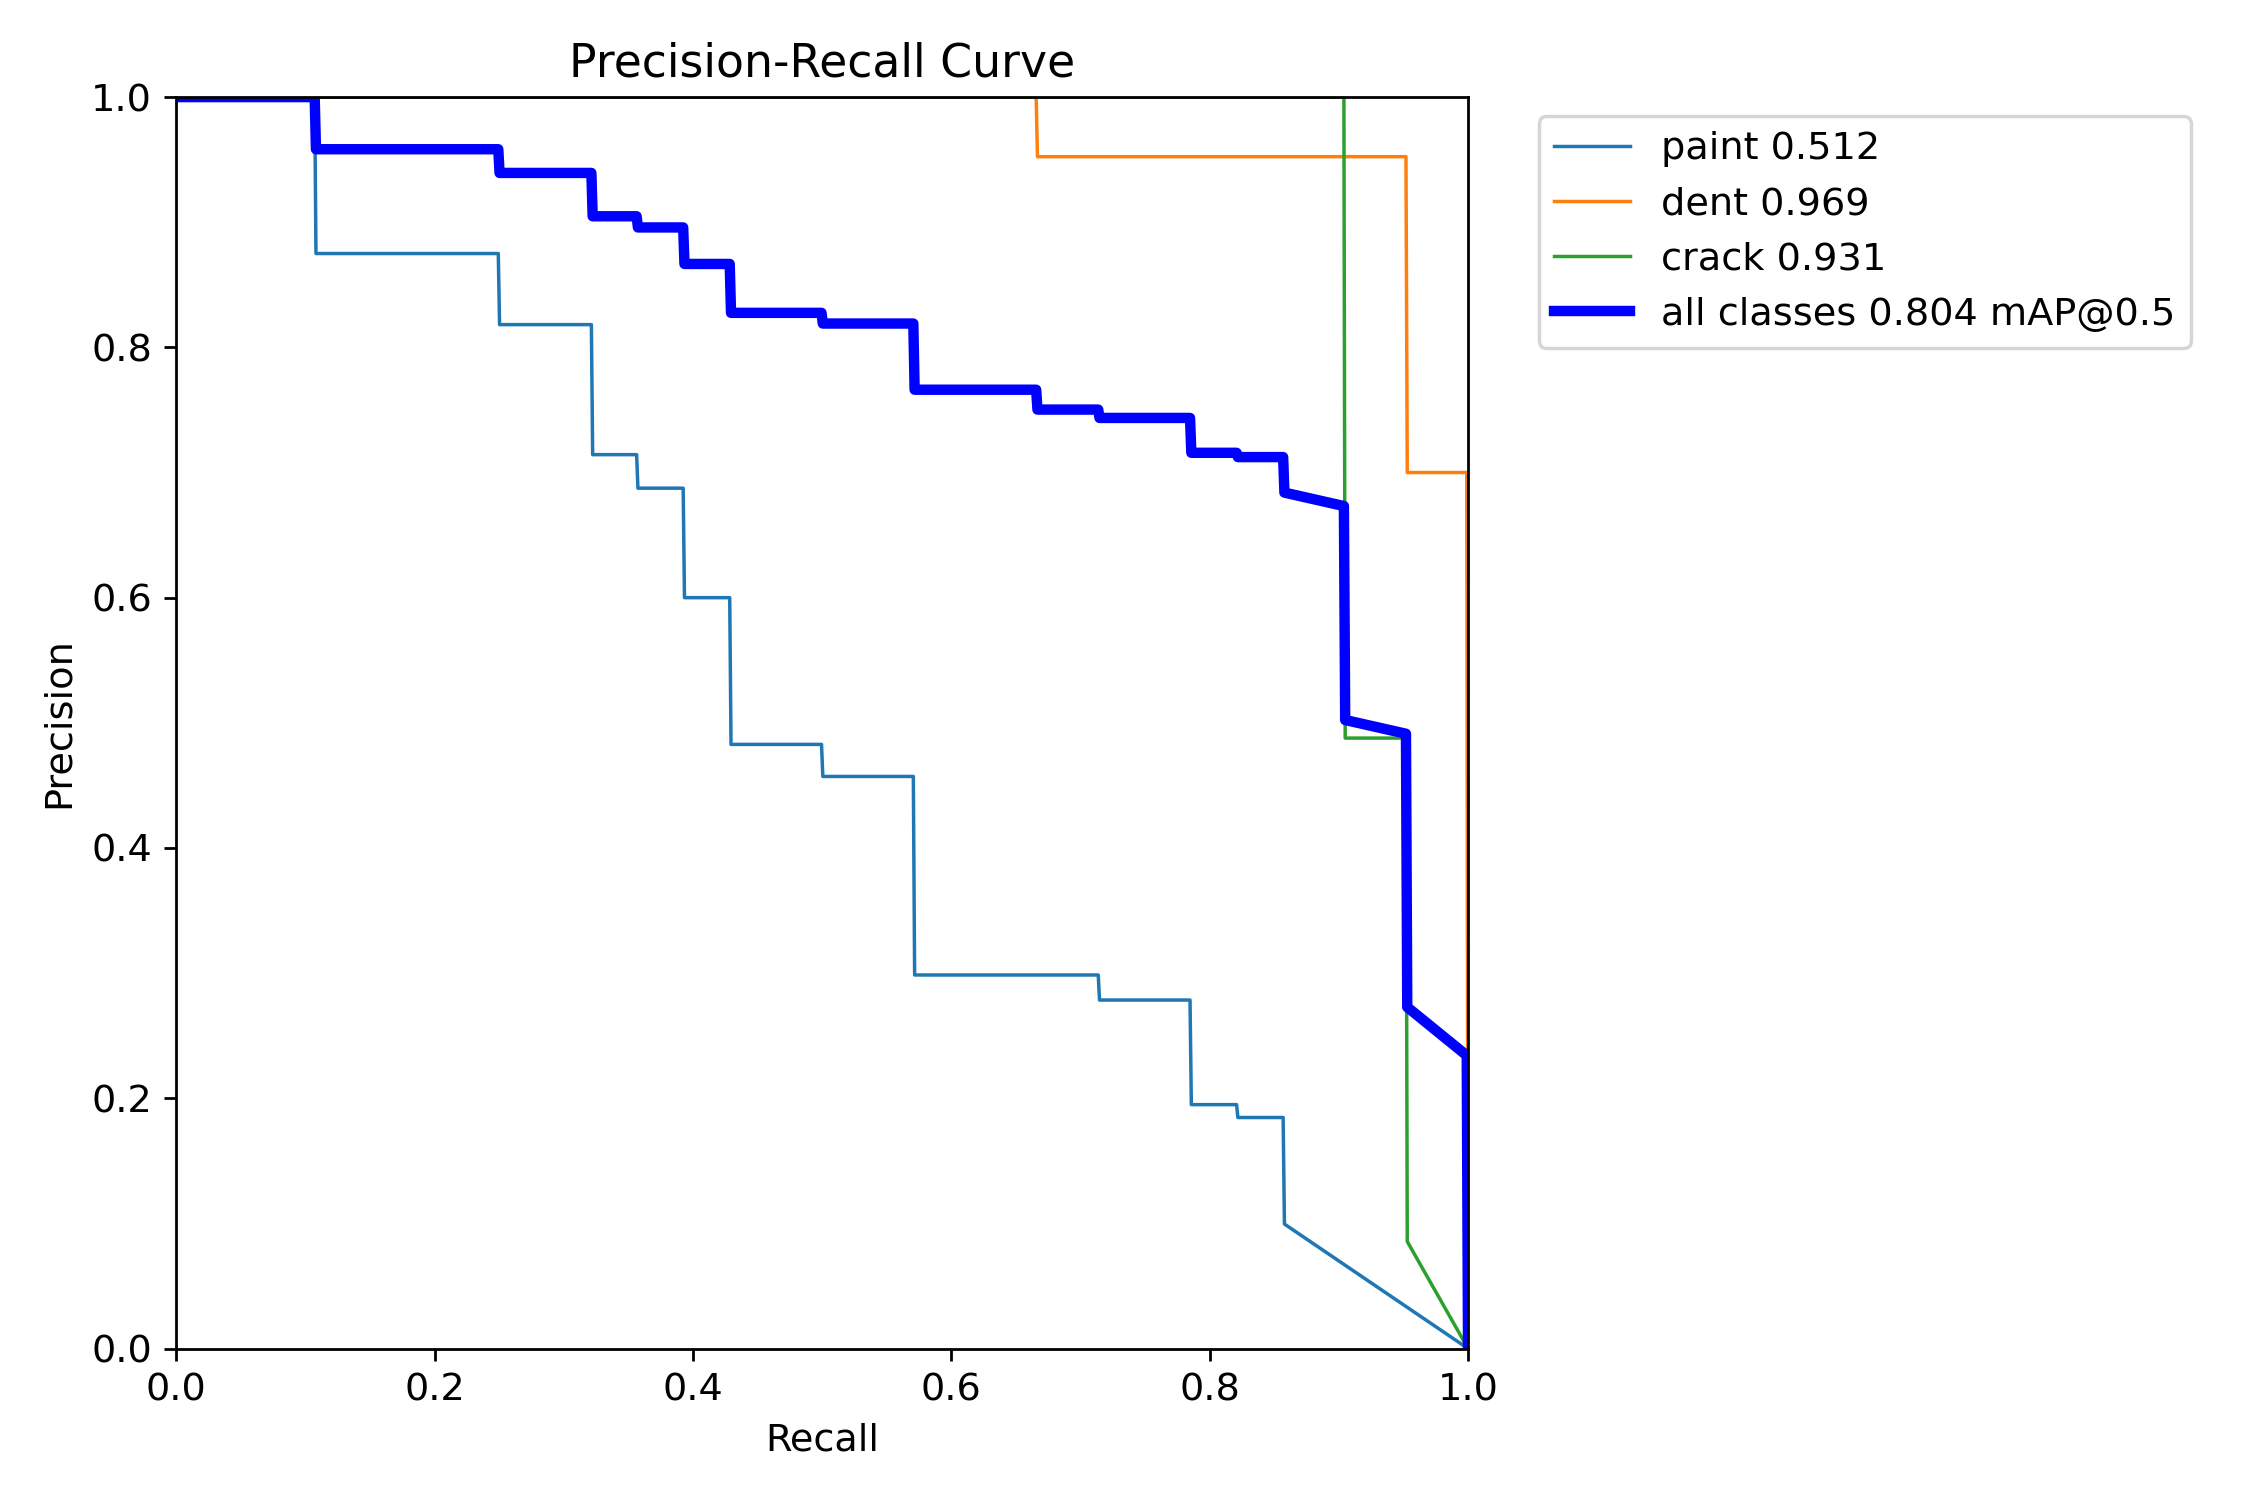 Precision-Recall Curve
1.0
0.8
0.6
0.4
0.2
0.0
Precision
0.0 0.2 0.4 0.6 0.8 1.0
Recall
paint 0.512
dent 0.969
crack 0.931
all classes 0.804 mAP@0.5